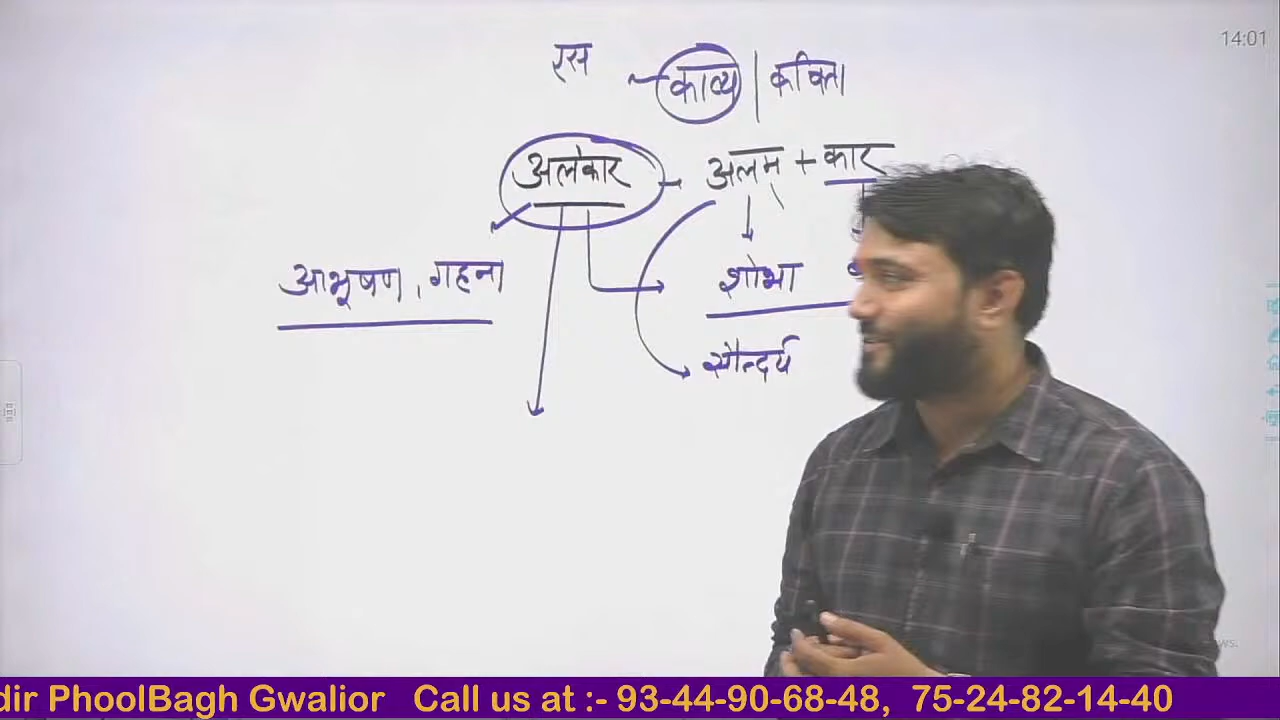 14:01
रस
काव्य | कविता
अलंकार → अलम् + कार
आभूषण, गहना
शोभा
सौन्दर्य
dir PhoolBagh Gwalior Call us at :- 93-44-90-68-48, 75-24-82-14-40